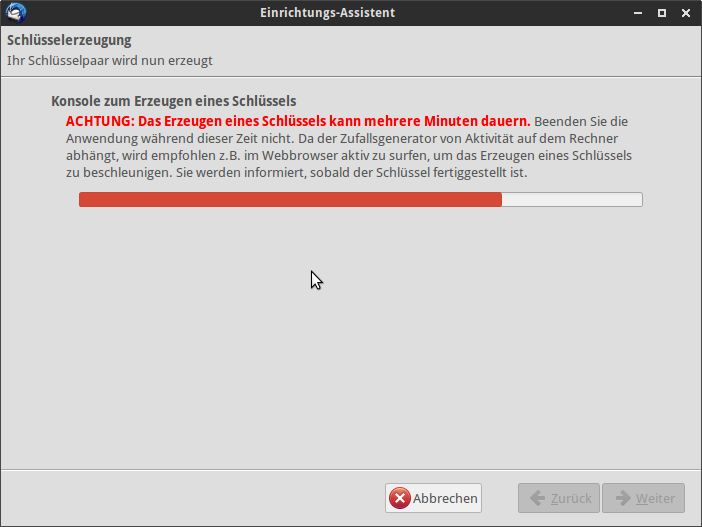 Einrichtungs-Assistent
Schlüsselerzeugung
Ihr Schlüsselpaar wird nun erzeugt
Konsole zum Erzeugen eines Schlüssels
ACHTUNG: Das Erzeugen eines Schlüssels kann mehrere Minuten dauern. Beenden Sie die
Anwendung während dieser Zeit nicht. Da der Zufallsgenerator von Aktivität auf dem Rechner
abhängt, wird empfohlen z.B. im Webbrowser aktiv zu surfen, um das Erzeugen eines Schlüssels
zu beschleunigen. Sie werden informiert, sobald der Schlüssel fertiggestellt ist.
Abbrechen
Zurück
Weiter